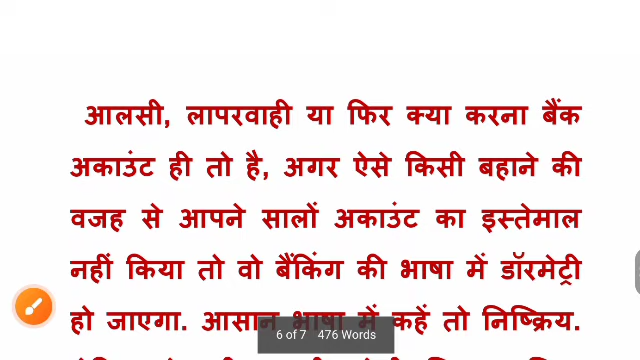 आलसी, लापरवाही या फिर क्या करना बैंक
अकाउंट ही तो है, अगर ऐसे किसी बहाने की
वजह से आपने सालों अकाउंट का इस्तेमाल
नहीं किया तो वो बैंकिंग की भाषा में डॉरमेट्री
हो जाएगा. आसान भाषा में कहें तो निष्क्रिय.
6 of 7 476 Words